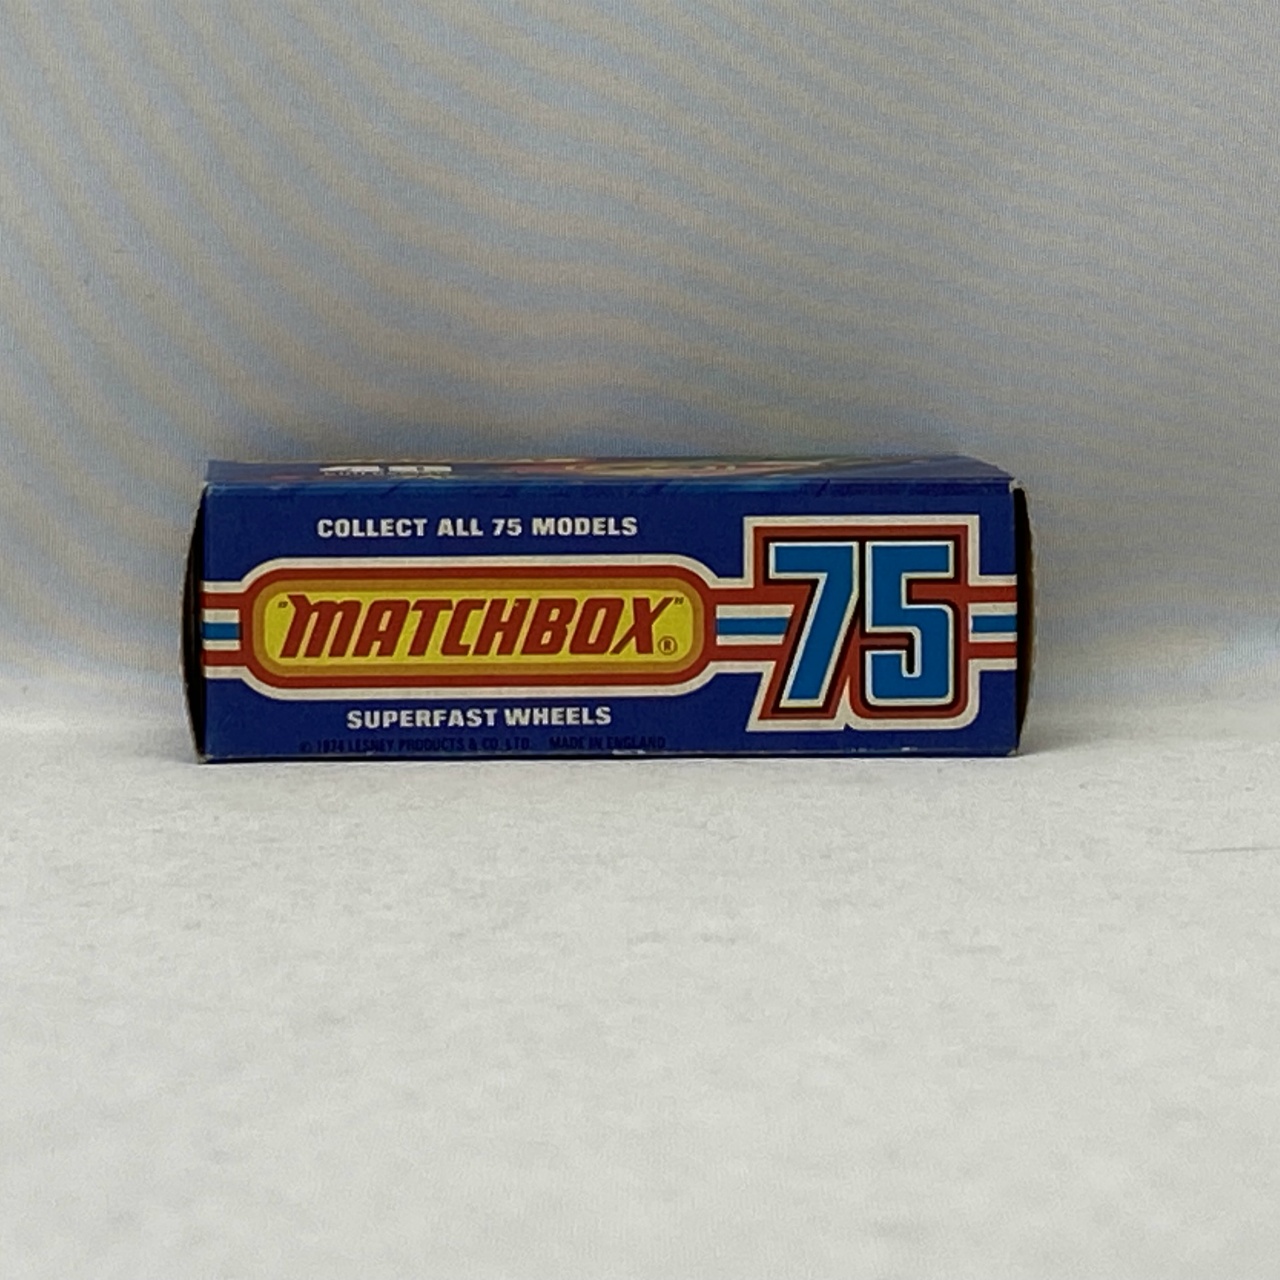 COLLECT ALL 75 MODELS
"MATCHBOX"®
75
SUPERFAST WHEELS
© 1974 LESNEY PRODUCTS & CO. LTD. MADE IN ENGLAND